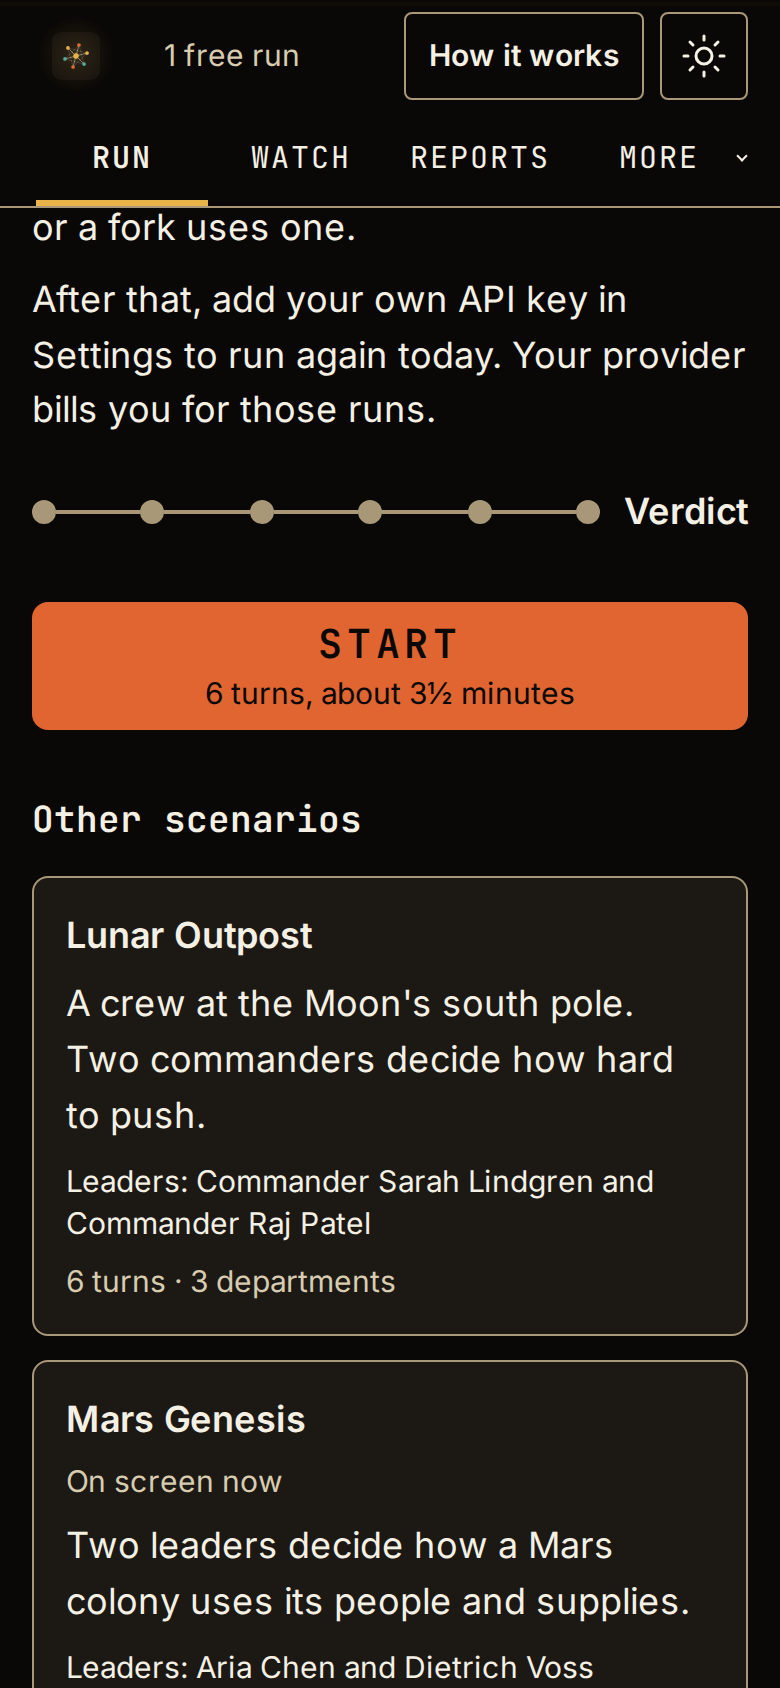 1 free run
How it works
RUN
WATCH
REPORTS
MORE
or a fork uses one.
After that, add your own API key in
Settings to run again today. Your provider
bills you for those runs.
Verdict
START
6 turns, about 3½ minutes
Other scenarios
Lunar Outpost
A crew at the Moon's south pole.
Two commanders decide how hard
to push.
Leaders: Commander Sarah Lindgren and
Commander Raj Patel
6 turns · 3 departments
Mars Genesis
On screen now
Two leaders decide how a Mars
colony uses its people and supplies.
Leaders: Aria Chen and Dietrich Voss